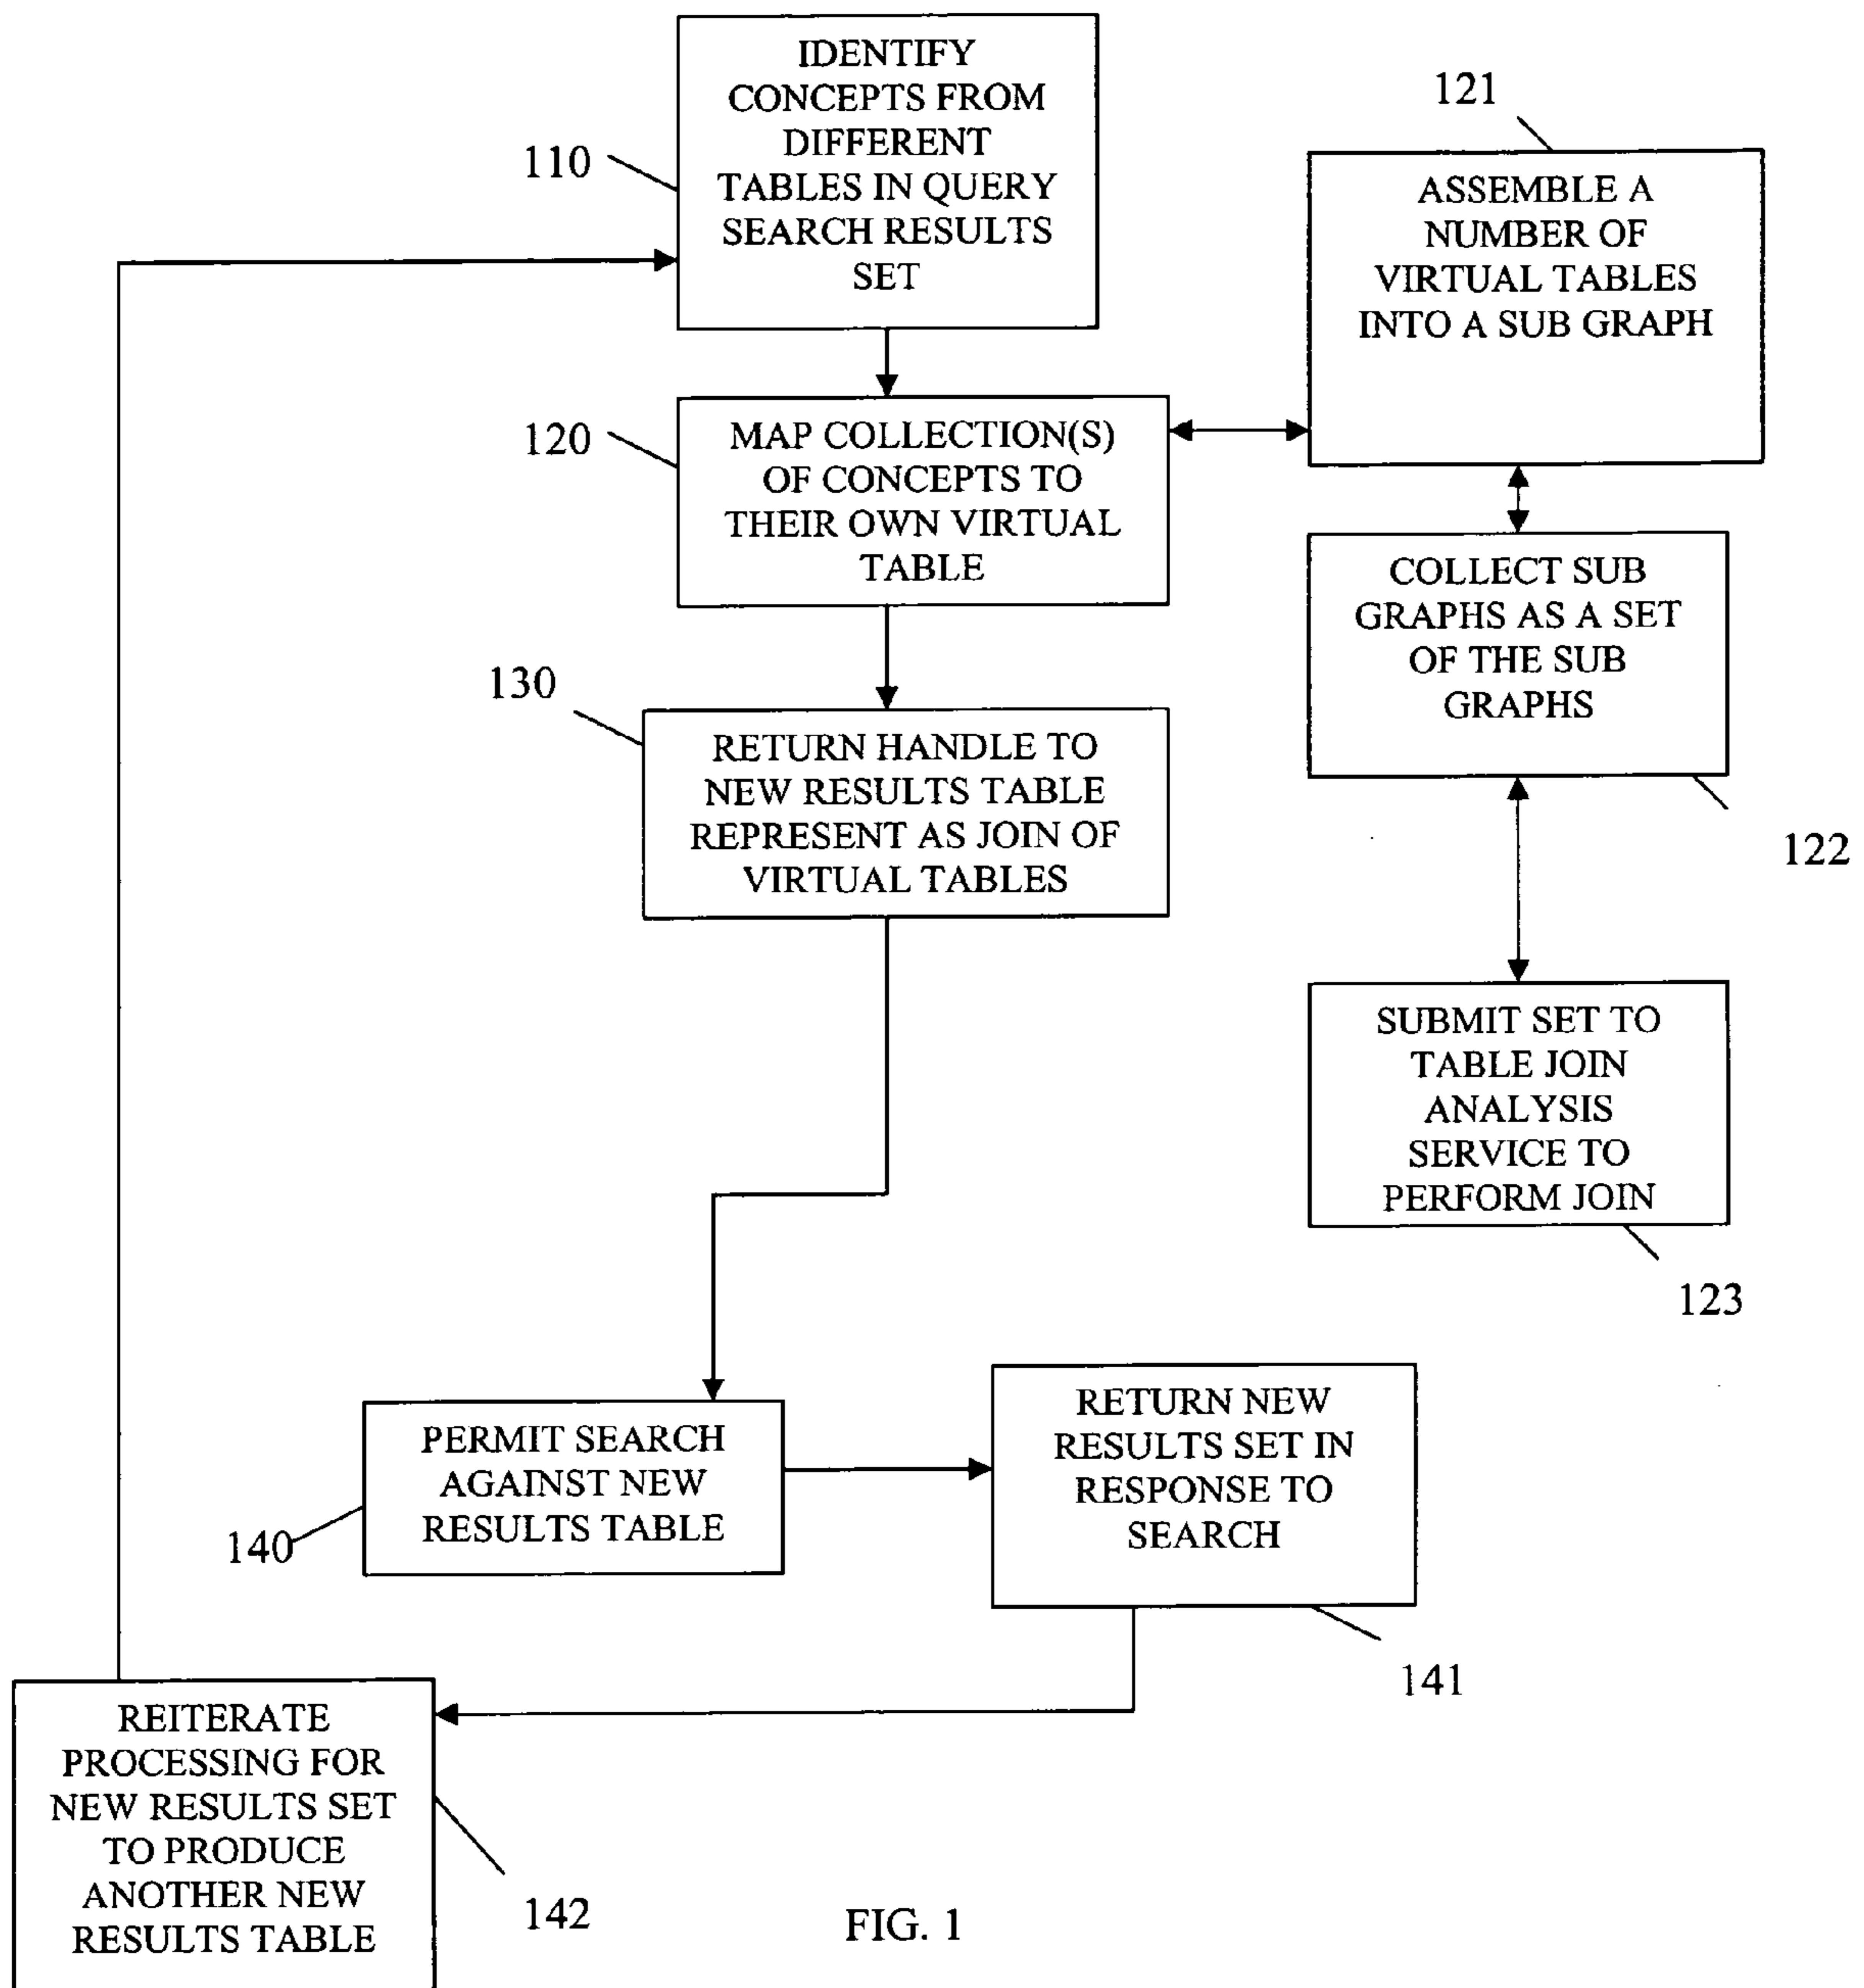 IDENTIFY
CONCEPTS FROM
DIFFERENT
TABLES IN QUERY
SEARCH RESULTS
SET
110
121
ASSEMBLE A
NUMBER OF
VIRTUAL TABLES
INTO A SUB GRAPH
120
MAP COLLECTION(S)
OF CONCEPTS TO
THEIR OWN VIRTUAL
TABLE
COLLECT SUB
GRAPHS AS A SET
OF THE SUB
GRAPHS
122
130
RETURN HANDLE TO
NEW RESULTS TABLE
REPRESENT AS JOIN OF
VIRTUAL TABLES
SUBMIT SET TO
TABLE JOIN
ANALYSIS
SERVICE TO
PERFORM JOIN
123
PERMIT SEARCH
AGAINST NEW
RESULTS TABLE
140
RETURN NEW
RESULTS SET IN
RESPONSE TO
SEARCH
141
REITERATE
PROCESSING FOR
NEW RESULTS SET
TO PRODUCE
ANOTHER NEW
RESULTS TABLE
142
FIG. 1